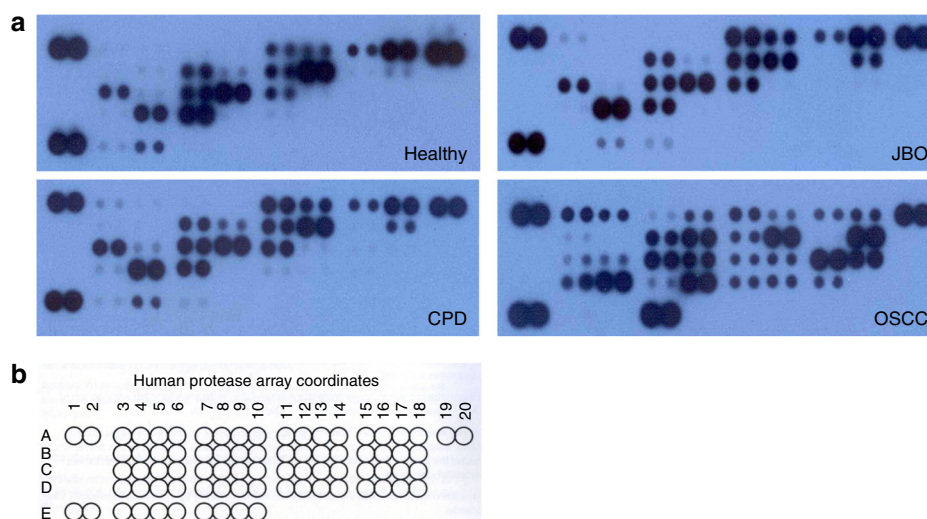 a
Healthy
JBO
CPD
OSCC
b
Human protease array coordinates
1 2 3 4 5 6 7 8 9 10 11 12 13 14 15 16 17 18 19 20
A
B
C
D
E